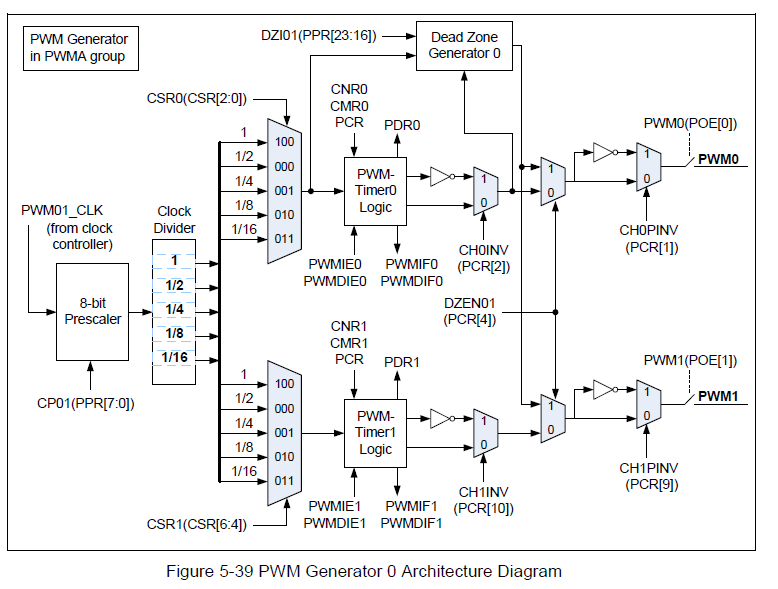 PWM Generator
in PWMA group
DZI01(PPR[23:16])
Dead Zone
Generator 0
CSR0(CSR[2:0])
CNR0
CMR0
PCR
PDR0
PWM0(POE[0])
1
1/2
1/4
1/8
1/16
100
000
001
010
011
PWM-
Timer0
Logic
1
0
1
0
1
0
PWM0
PWM01_CLK
(from clock
controller)
Clock
Divider
CH0INV
(PCR[2])
CH0PINV
(PCR[1])
PWMIE0
PWMDIE0
PWMIF0
PWMDIF0
8-bit
Prescaler
1
1/2
1/4
1/8
1/16
DZEN01
(PCR[4])
CP01(PPR[7:0])
CNR1
CMR1
PCR
PDR1
PWM1(POE[1])
1
1/2
1/4
1/8
1/16
100
000
001
010
011
PWM-
Timer1
Logic
1
0
1
0
1
0
PWM1
CH1INV
(PCR[10])
CH1PINV
(PCR[9])
PWMIE1
PWMDIE1
PWMIF1
PWMDIF1
CSR1(CSR[6:4])
Figure 5-39 PWM Generator 0 Architecture Diagram